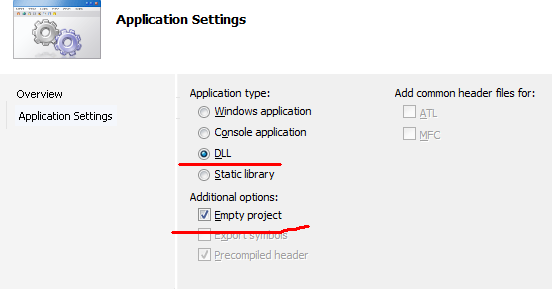 Application Settings
Overview
Application Settings
Application type:
Windows application
Console application
DLL
Static library
Additional options:
Empty project
Export symbols
Precompiled header
Add common header files for:
ATL
MFC